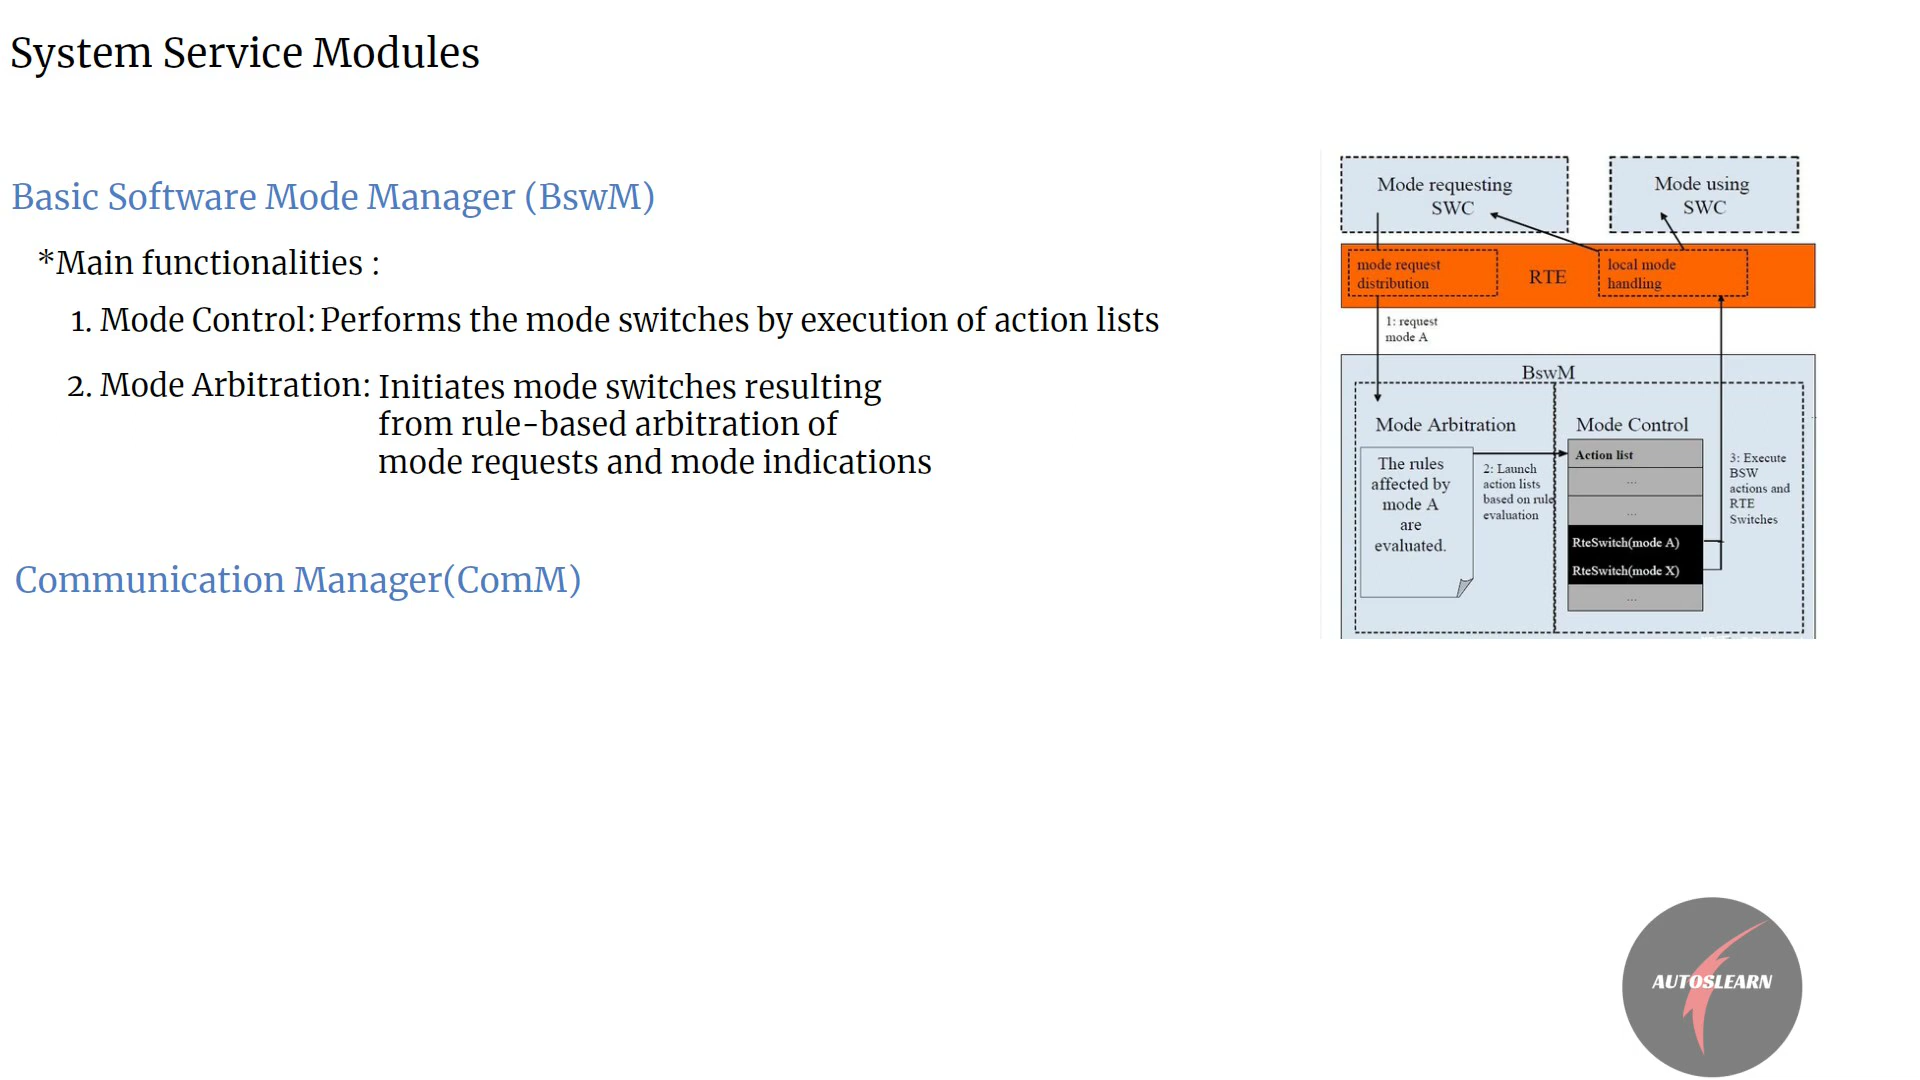 System Service Modules
Basic Software Mode Manager (BswM)
*Main functionalities :
1. Mode Control: Performs the mode switches by execution of action lists
2. Mode Arbitration: Initiates mode switches resulting
from rule-based arbitration of
mode requests and mode indications
Communication Manager(ComM)
Mode requesting
SWC
Mode using
SWC
mode request
distribution
RTE
local mode
handling
1: request
mode A
BswM
Mode Arbitration
The rules
affected by
mode A
are
evaluated.
2: Launch
action lists
based on rule
evaluation
Mode Control
Action list
...
...
RteSwitch(mode A)
RteSwitch(mode X)
...
3: Execute
BSW
actions and
RTE
Switches
AUTOSLEARN